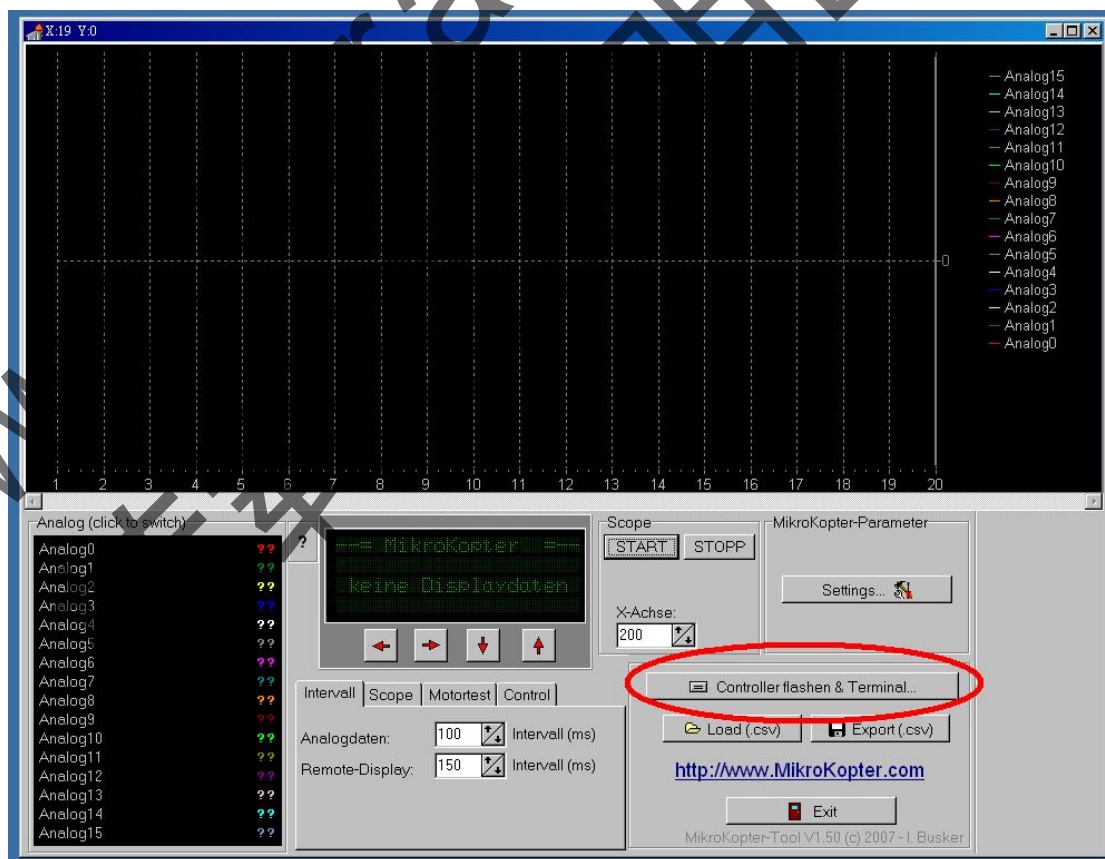 X:19 Y:0
Analog15
Analog14
Analog13
Analog12
Analog11
Analog10
Analog9
Analog8
Analog7
Analog6
Analog5
Analog4
Analog3
Analog2
Analog1
Analog0
0
1 2 3 4 5 6 7 8 9 10 11 12 13 14 15 16 17 18 19 20
Analog (click to switch)
Analog0 ??
Analog1 ??
Analog2 ??
Analog3 ??
Analog4 ??
Analog5 ??
Analog6 ??
Analog7 ??
Analog8 ??
Analog9 ??
Analog10 ??
Analog11 ??
Analog12 ??
Analog13 ??
Analog14 ??
Analog15 ??
?
--= MikroKopter =--
keine Displaydaten
Intervall Scope Motortest Control
Analogdaten: 100 Intervall (ms)
Remote-Display: 150 Intervall (ms)
Scope
START STOPP
X-Achse:
200
MikroKopter-Parameter
Settings...
Controller flashen & Terminal...
Load (.csv) Export (.csv)
http://www.MikroKopter.com
Exit
MikroKopter-Tool V1.50 (c) 2007 - I. Busker